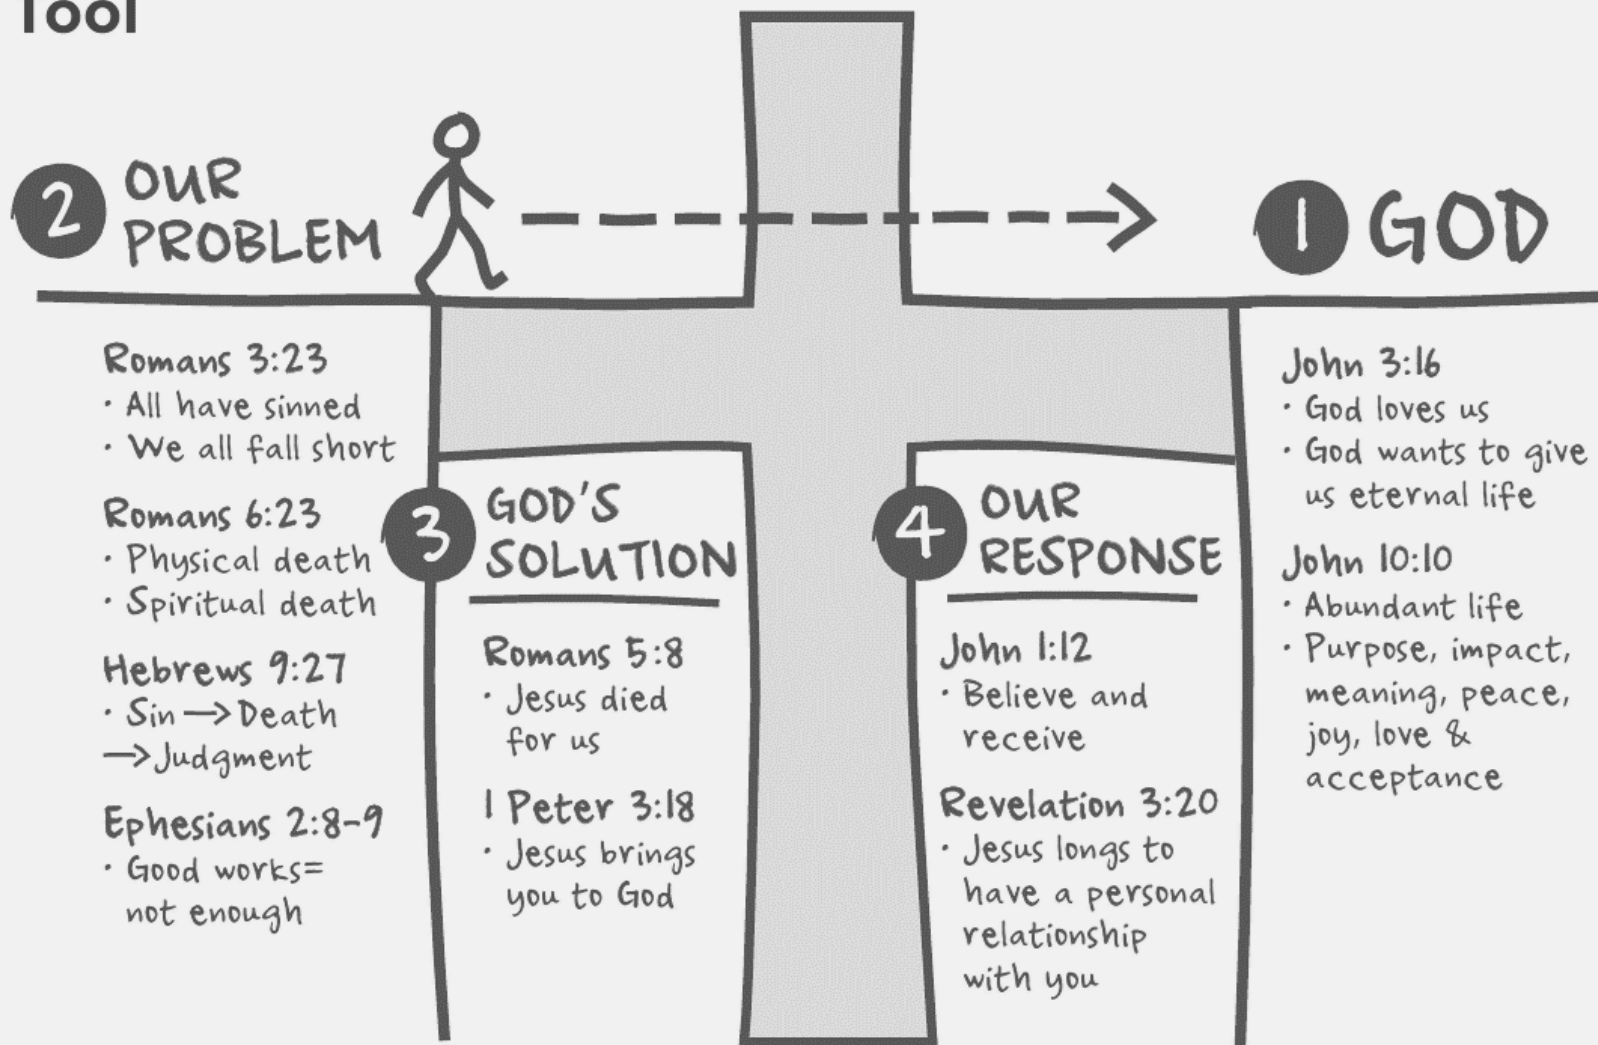 Tool
2 OUR
PROBLEM
1 GOD
Romans 3:23
· All have sinned
· We all fall short
Romans 6:23
· Physical death
· Spiritual death
Hebrews 9:27
· Sin → Death
→ Judgment
Ephesians 2:8-9
· Good works=
not enough
3 GOD'S
SOLUTION
Romans 5:8
· Jesus died
for us
1 Peter 3:18
· Jesus brings
you to God
4 OUR
RESPONSE
John 1:12
· Believe and
receive
Revelation 3:20
· Jesus longs to
have a personal
relationship
with you
John 3:16
· God loves us
· God wants to give
us eternal life
John 10:10
· Abundant life
· Purpose, impact,
meaning, peace,
joy, love &
acceptance